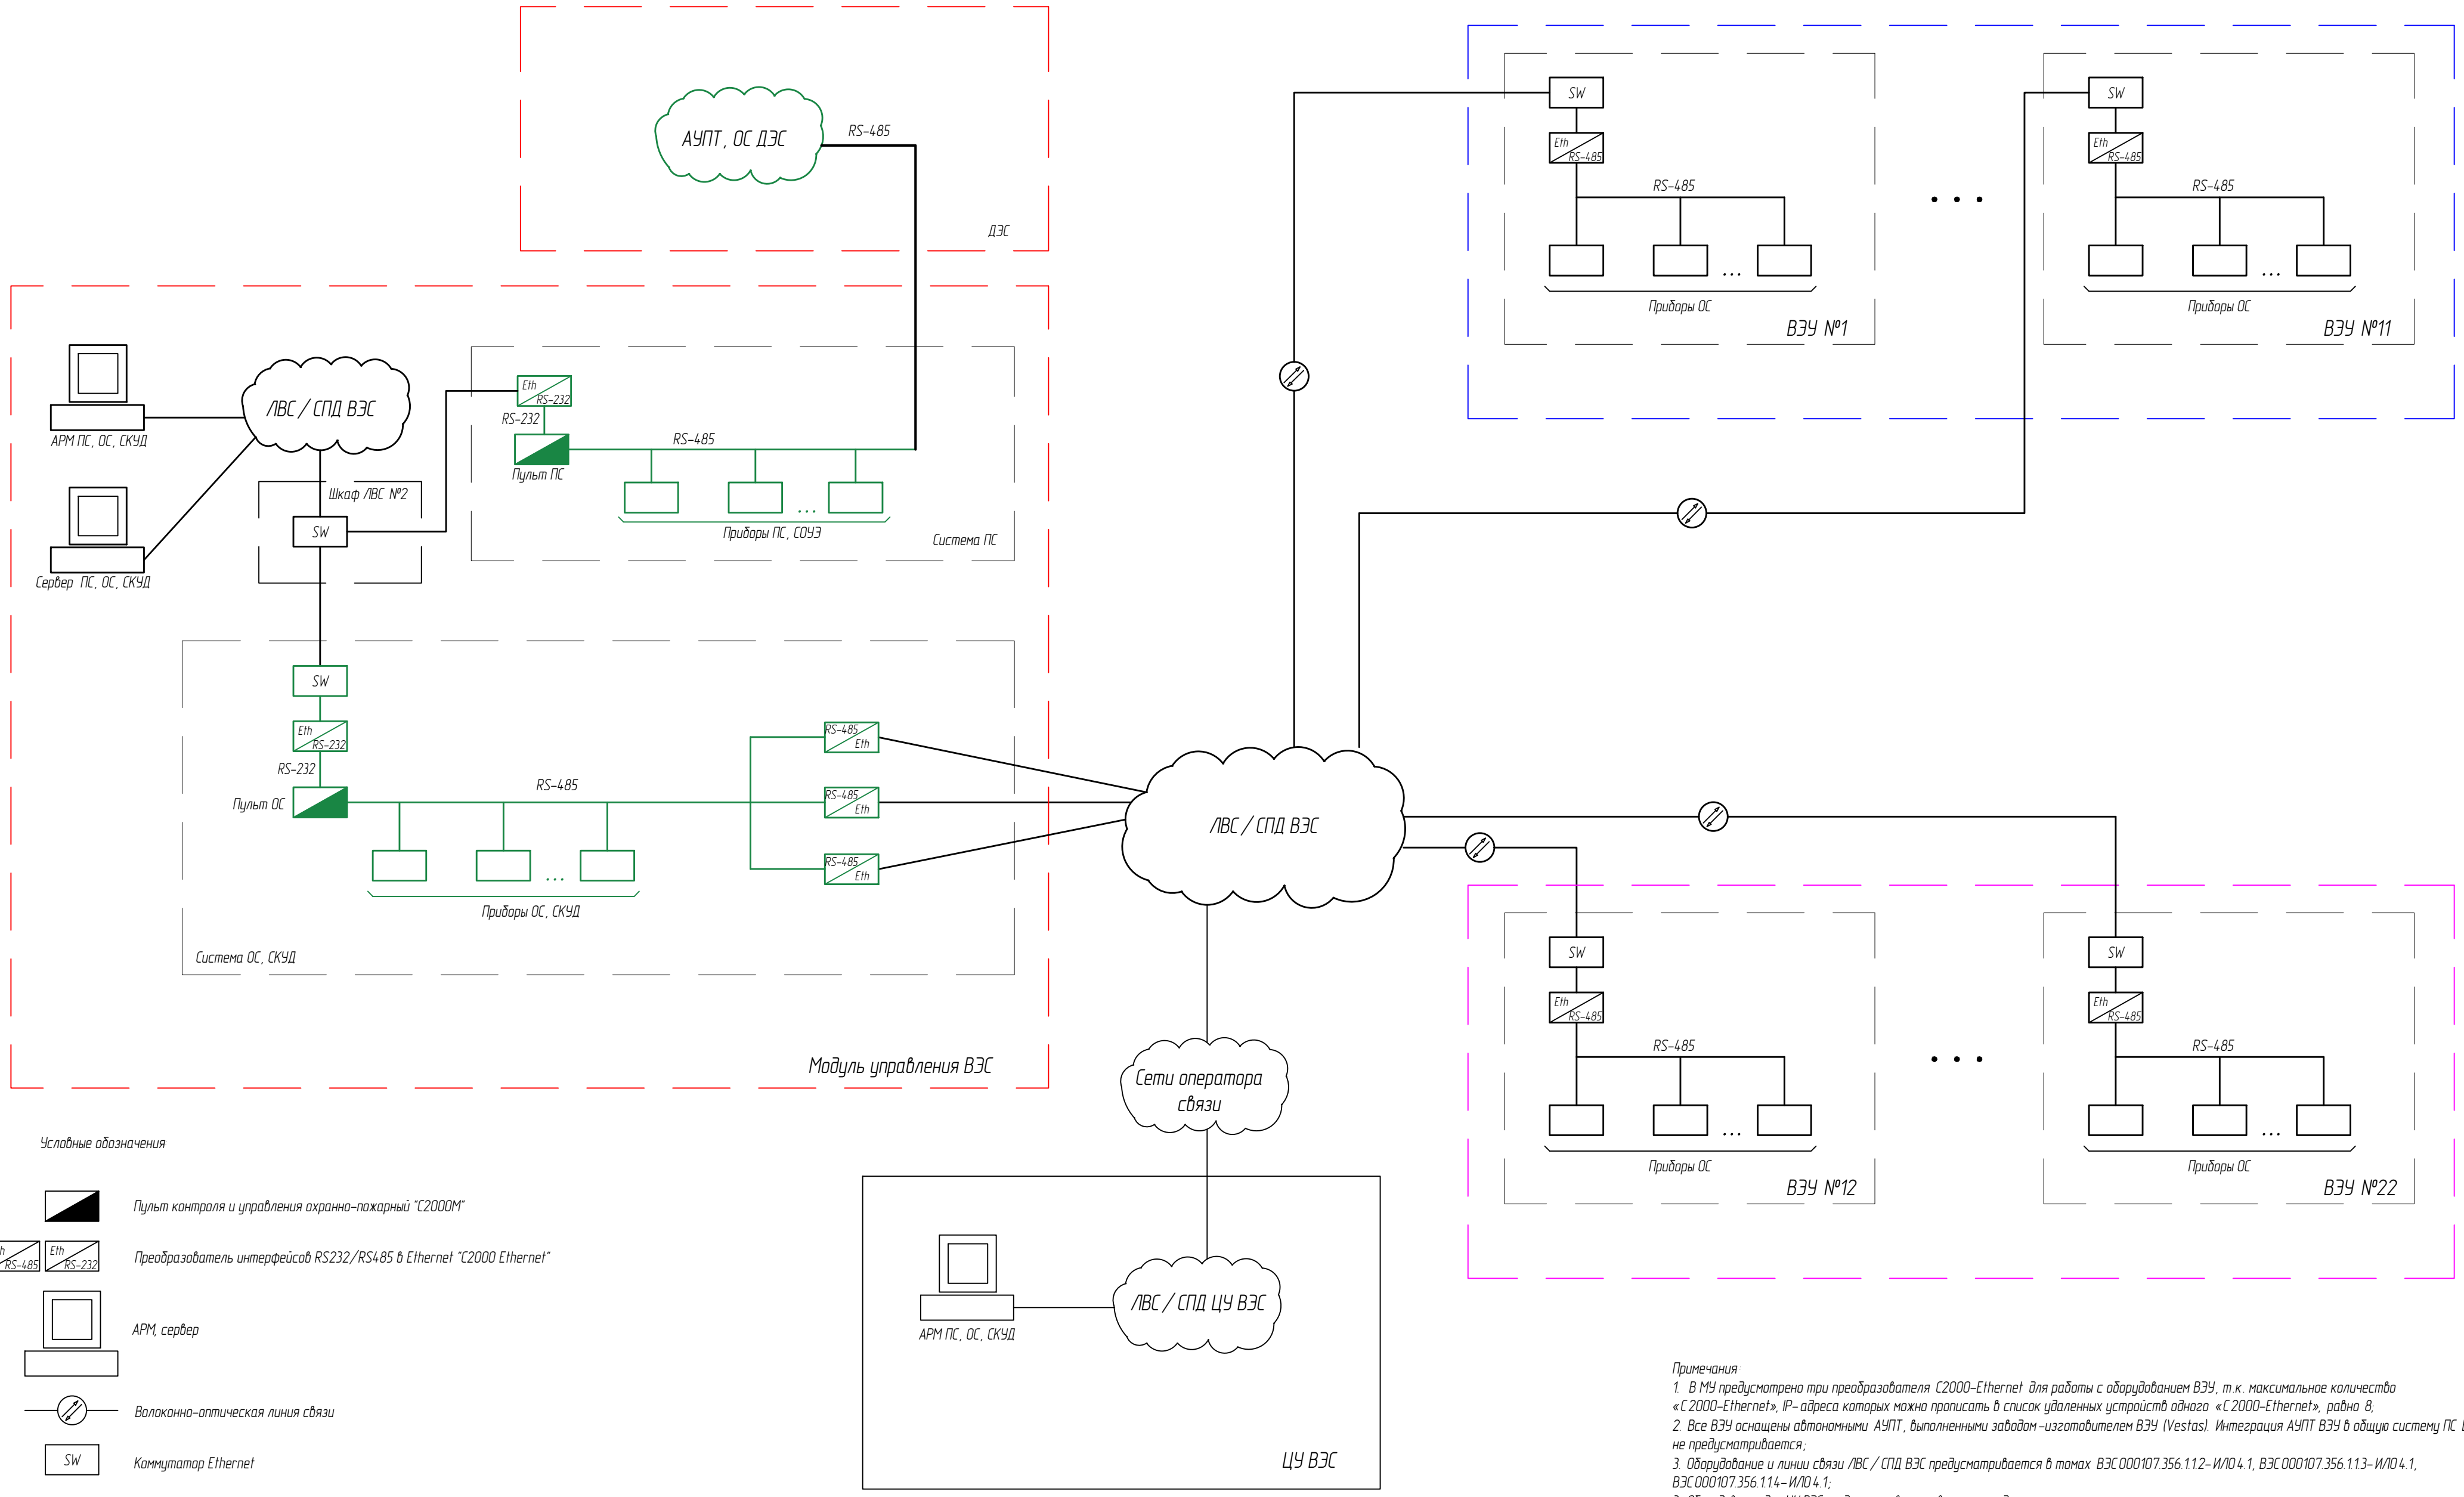 АУПТ, ОС ДЭС
RS-485
ДЭС
ЛВС / СПД ВЭС
АРМ ПС, ОС, СКУД
Сервер ПС, ОС, СКУД
Шкаф ЛВС №2
SW
Eth
RS-232
RS-232
Пульт ПС
RS-485
Приборы ПС, СОУЭ
Система ПС
SW
Eth
RS-232
RS-232
Пульт ОС
RS-485
Приборы ОС, СКУД
RS-485
Eth
RS-485
Eth
RS-485
Eth
Система ОС, СКУД
Модуль управления ВЭС
ЛВС / СПД ВЭС
SW
Eth
RS-485
RS-485
Приборы ОС
ВЭУ №1
SW
Eth
RS-485
RS-485
Приборы ОС
ВЭУ №11
SW
Eth
RS-485
RS-485
Приборы ОС
ВЭУ №12
SW
Eth
RS-485
RS-485
Приборы ОС
ВЭУ №22
Сети оператора
связи
ЛВС / СПД ЦУ ВЭС
АРМ ПС, ОС, СКУД
ЦУ ВЭС
Условные обозначения
Пульт контроля и управления охранно-пожарный "С2000М"
RS-485
Eth
RS-232
Преобразователь интерфейсов RS232/RS485 в Ethernet "С2000 Ethernet"
АРМ, сервер
Волоконно-оптическая линия связи
SW
Коммутатор Ethernet
Примечания
1. В МУ предусмотрено три преобразователя С2000-Ethernet для работы с оборудованием ВЭУ, т.к. максимальное количество
«С2000-Ethernet», IP-адреса которых можно прописать в список удаленных устройств одного «С2000-Ethernet», равно 8;
2. Все ВЭУ оснащены автономными АУПТ, выполненными заводом-изготовителем ВЭУ (Vestas). Интеграция АУПТ ВЭУ в общую систему ПС
не предусматривается;
3. Оборудование и линии связи ЛВС / СПД ВЭС предусматривается в томах ВЭС000107.356.1.1.2-ИЛО4.1, ВЭС000107.356.1.1.3-ИЛО4.1,
ВЭС000107.356.1.1.4-ИЛО4.1;